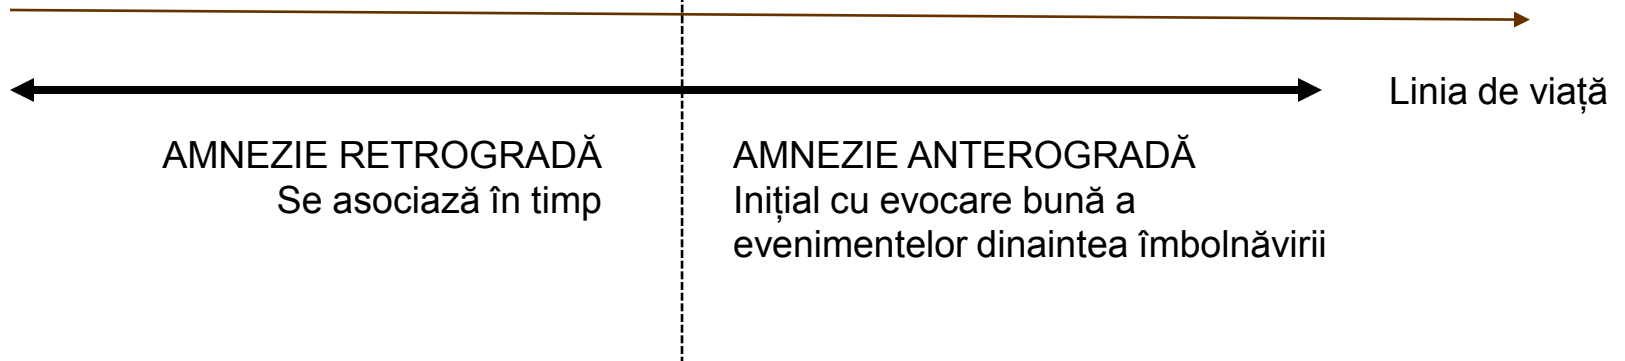 Linia de viață
AMNEZIE RETROGRADĂ
Se asociază în timp
AMNEZIE ANTEROGRADĂ
Inițial cu evocare bună a
evenimentelor dinaintea îmbolnăvirii